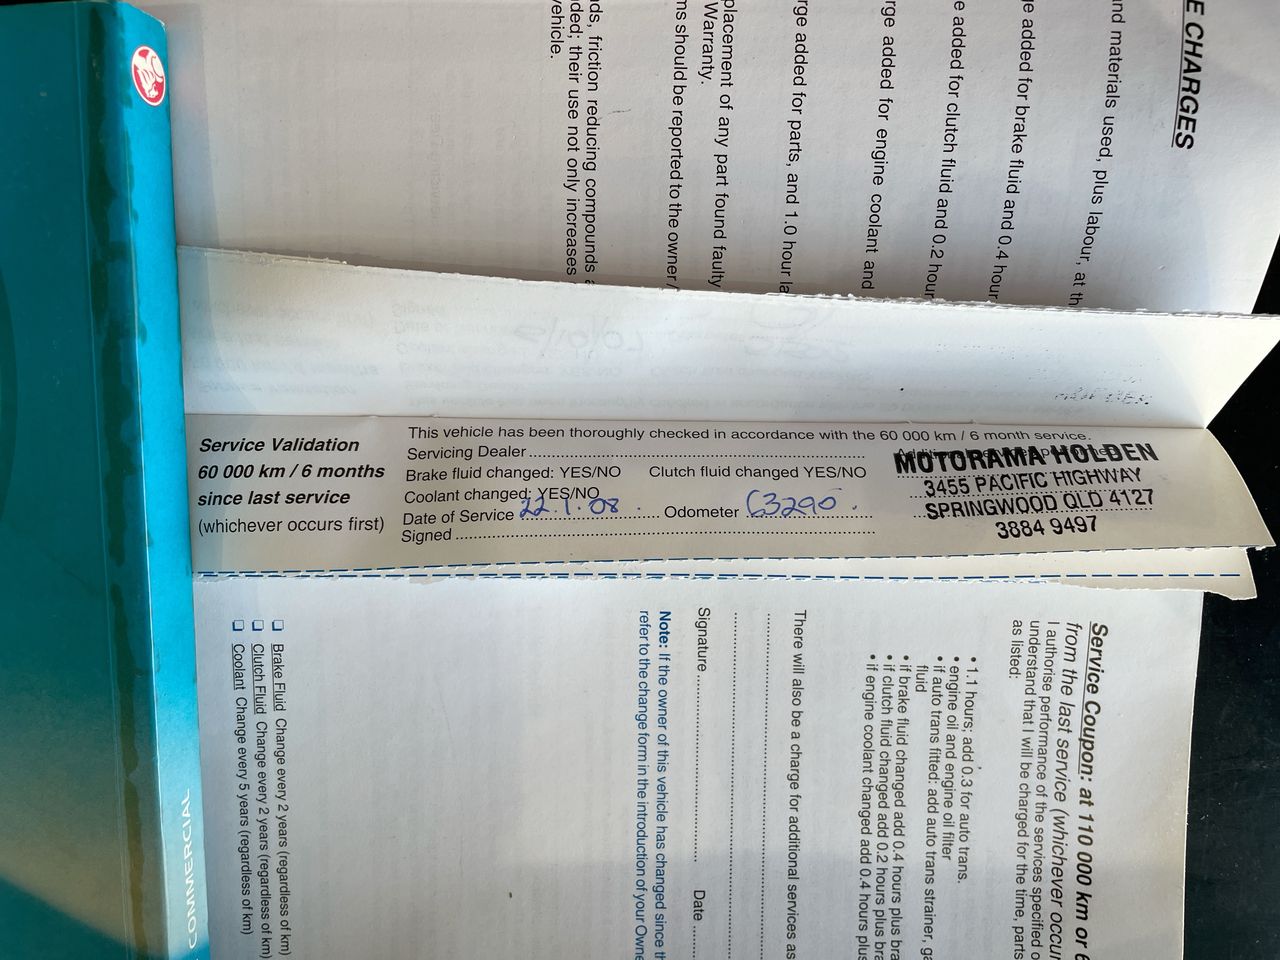 E CHARGES
nd materials used, plus labour, at th
ge added for brake fluid and 0.4 hour
e added for clutch fluid and 0.2 hour
rge added for engine coolant and
rge added for parts, and 1.0 hour la
placement of any part found faulty
Warranty.
ms should be reported to the owner /
ds, friction reducing compounds
ded; their use not only increases
vehicle.
Service Validation
60 000 km / 6 months
since last service
(whichever occurs first)
This vehicle has been thoroughly checked in accordance with the 60 000 km / 6 month service.
Servicing Dealer
Brake fluid changed: YES/NO Clutch fluid changed YES/NO
Coolant changed: YES/NO
Date of Service 22.1.08 Odometer 63290
Signed
MOTORAMA HOLDEN
3455 PACIFIC HIGHWAY
SPRINGWOOD QLD 4127
3884 9497
Service Coupon: at 110 000 km or 6
from the last service (whichever occur
I authorise performance of the services specified o
understand that I will be charged for the time, parts
as listed:
• 1.1 hours; add 0.3 for auto trans.
• engine oil and engine oil filter
• if auto trans fitted: add auto trans strainer, ga
fluid
• if brake fluid changed add 0.4 hours plus bra
• if clutch fluid changed add 0.2 hours plus bra
• if engine coolant changed add 0.4 hours plus
There will also be a charge for additional services as
Signature Date
Note: If the owner of this vehicle has changed since th
refer to the change form in the introduction of your Owne
❏ Brake Fluid Change every 2 years (regardless of km)
❏ Clutch Fluid Change every 2 years (regardless of km)
❏ Coolant Change every 5 years (regardless of km)
COMMERCIAL